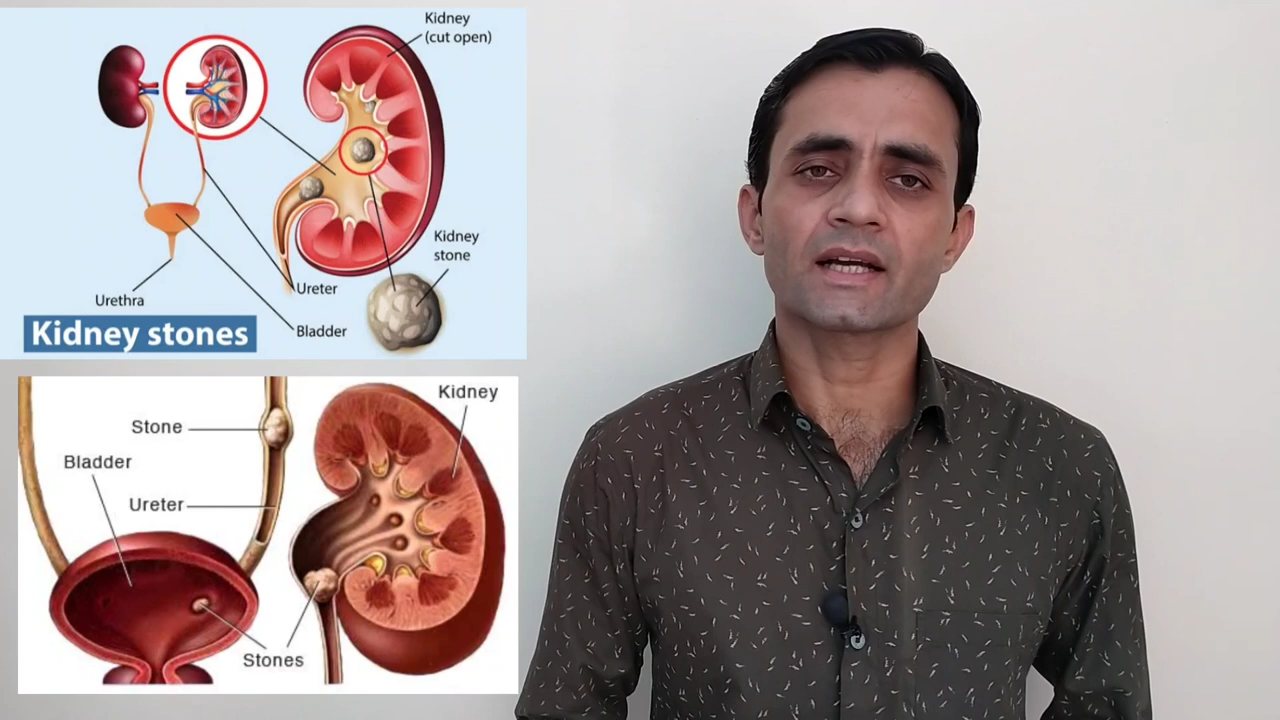 Kidney
(cut open)
Kidney
stone
Ureter
Urethra
Bladder
Kidney stones
Kidney
Stone
Bladder
Ureter
Stones